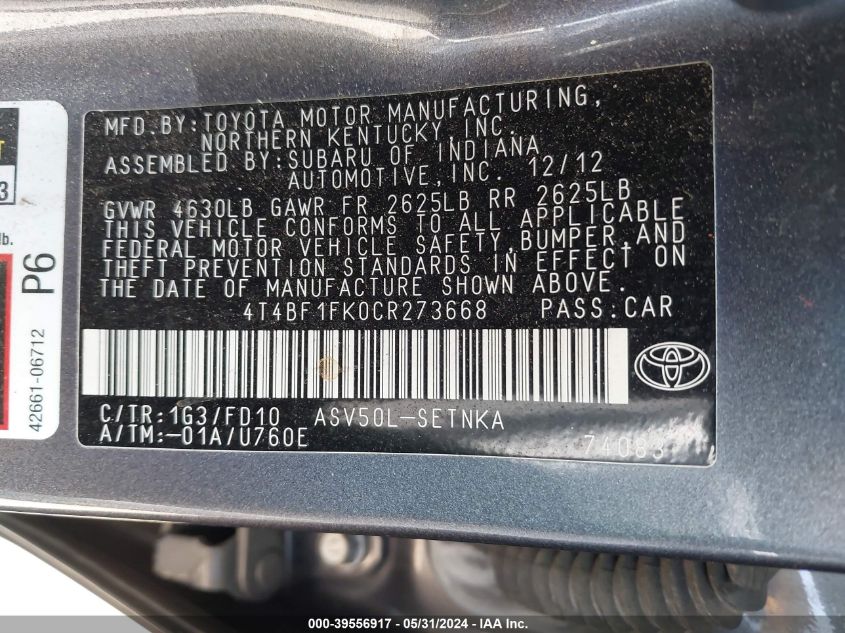 MFD.BY:TOYOTA MOTOR MANUFACTURING,
NORTHERN KENTUCKY, INC.
ASSEMBLED BY:SUBARU OF INDIANA
AUTOMOTIVE,INC. 12/12
GVWR 4630LB GAWR FR 2625LB RR 2625LB
THIS VEHICLE CONFORMS TO ALL APPLICABLE
FEDERAL MOTOR VEHICLE SAFETY,BUMPER,AND
THEFT PREVENTION STANDARDS IN EFFECT ON
THE DATE OF MANUFACTURE SHOWN ABOVE.
4T4BF1FK0CR273668 PASS:CAR
C/TR:1G3/FD10 ASV50L-SETNKA
A/TM:-01A/U760E
74083
3
lb.
P6
42661-06712
000-39556917 - 05/31/2024 - IAA Inc.